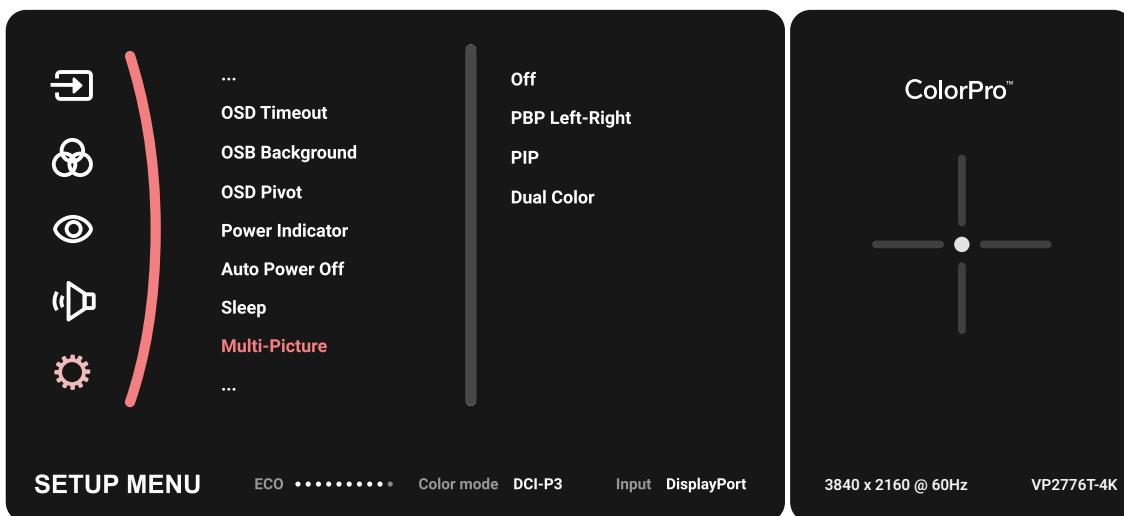 ...
OSD Timeout
OSB Background
OSD Pivot
Power Indicator
Auto Power Off
Sleep
Multi-Picture
...
Off
PBP Left-Right
PIP
Dual Color
SETUP MENU
ECO
Color mode DCI-P3
Input DisplayPort
ColorPro™
3840 x 2160 @ 60Hz
VP2776T-4K